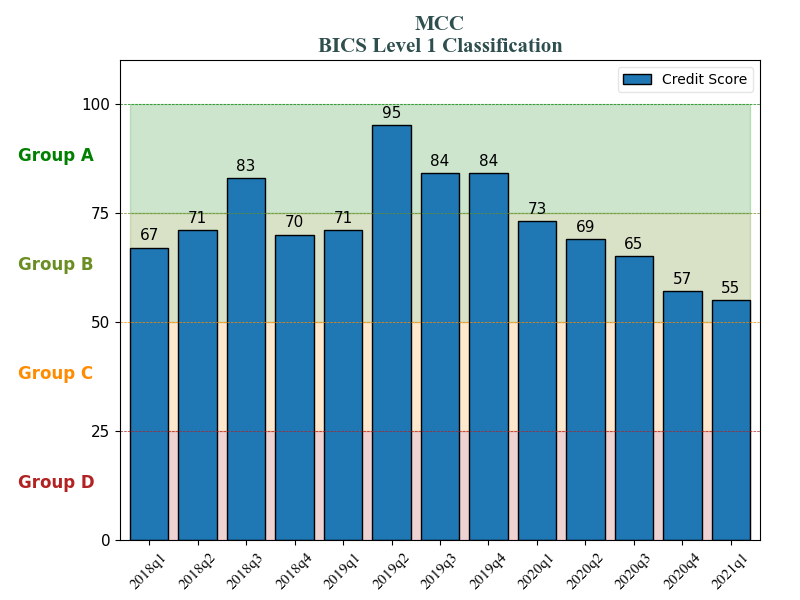 MCC
BICS Level 1 Classification
Credit Score
100
95
Group A
83
84
84
75
71
70
71
73
67
69
65
Group B
57
55
50
Group C
25
Group D
0
2018q1
2018q2
2018q3
2018q4
2019q1
2019q2
2019q3
2019q4
2020q1
2020q2
2020q3
2020q4
2021q1